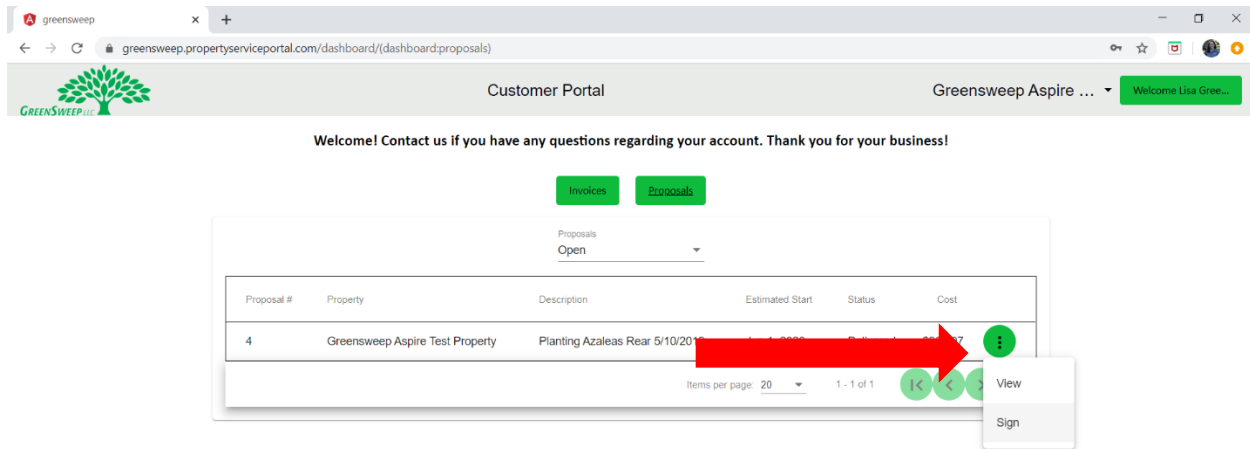 greensweep
greensweep.propertyserviceportal.com/dashboard/(dashboard:proposals)
GREENSWEEP LLC
Customer Portal
Greensweep Aspire ...
Welcome Lisa Gree...
Welcome! Contact us if you have any questions regarding your account. Thank you for your business!
Invoices
Proposals
Proposals
Open
Proposal # Property Description Estimated Start Status Cost
4 Greensweep Aspire Test Property Planting Azaleas Rear
Items per page: 20 1 - 1 of 1
View
Sign